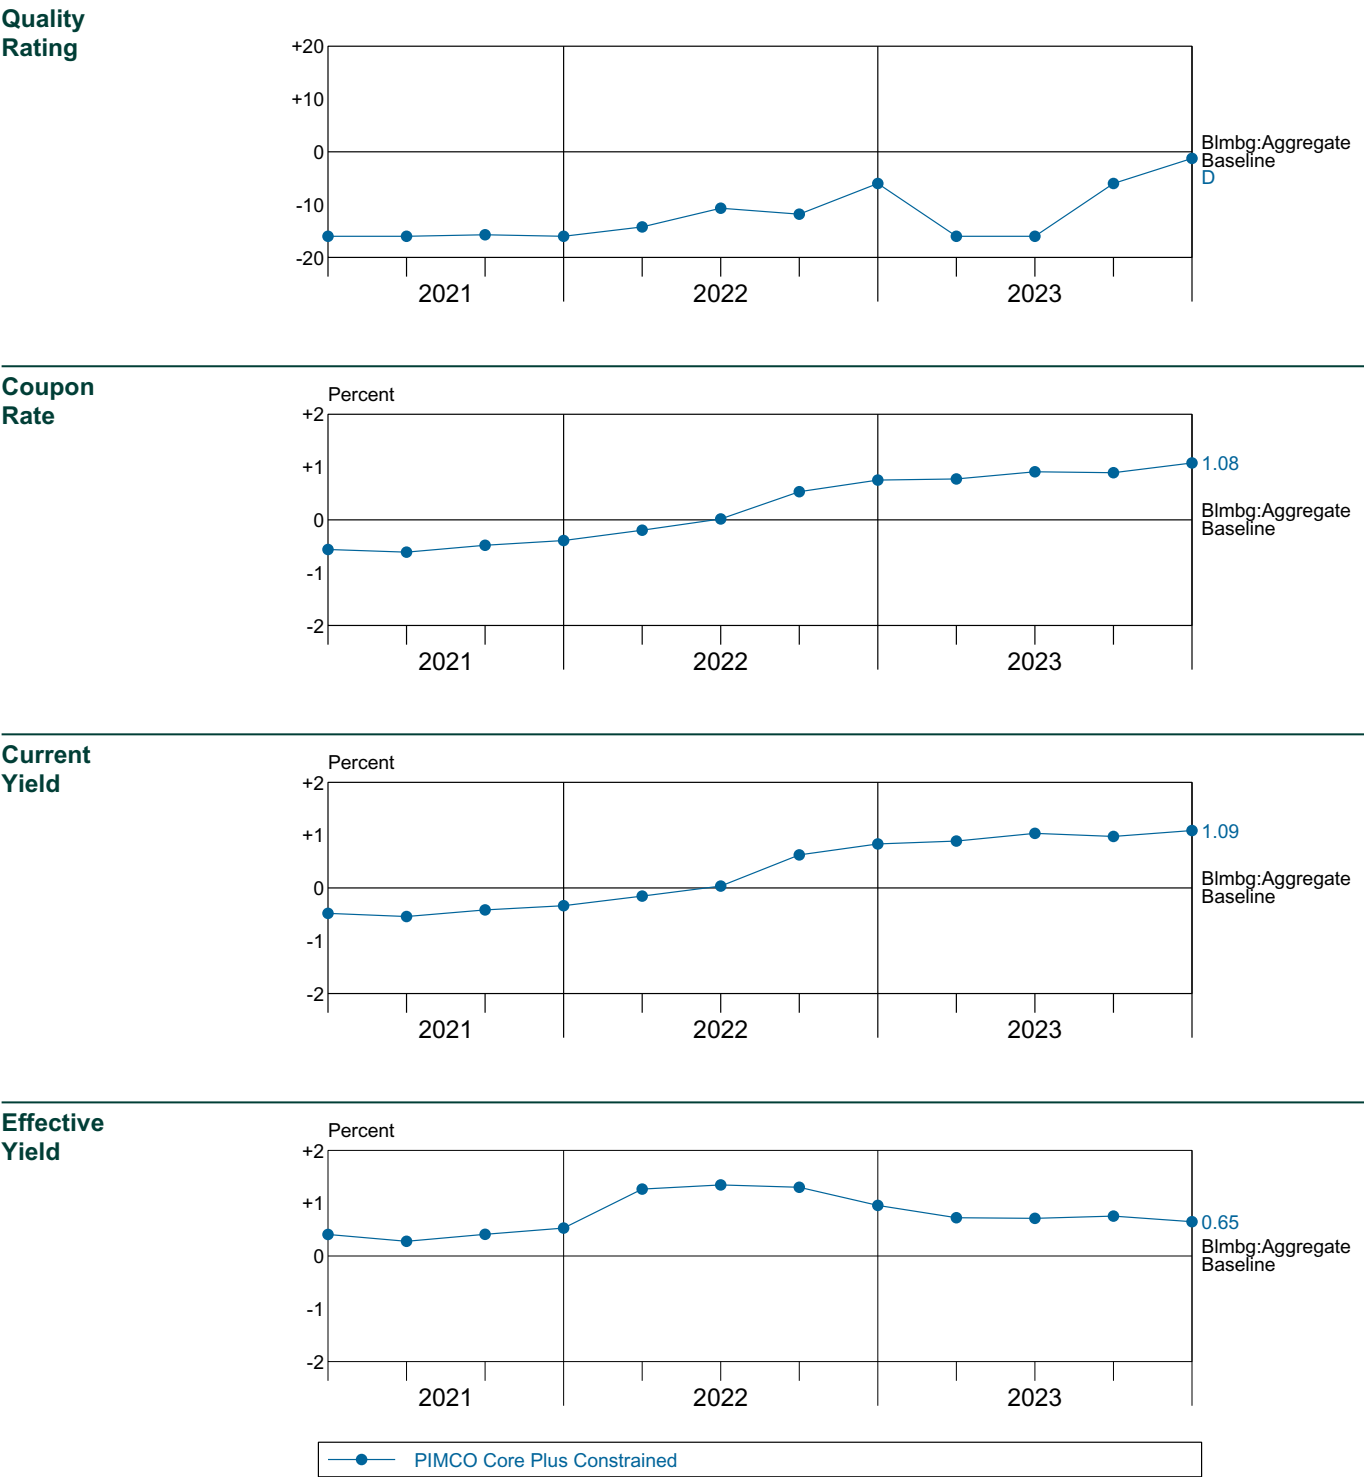 Quality
Rating
+20
+10
0
-10
-20
Blmbg:Aggregate
Baseline
D
2021 2022 2023
Coupon
Rate
Percent
+2
+1
0
-1
-2
1.08
Blmbg:Aggregate
Baseline
2021 2022 2023
Current
Yield
Percent
+2
+1
0
-1
-2
1.09
Blmbg:Aggregate
Baseline
2021 2022 2023
Effective
Yield
Percent
+2
+1
0
-1
-2
0.65
Blmbg:Aggregate
Baseline
2021 2022 2023
PIMCO Core Plus Constrained